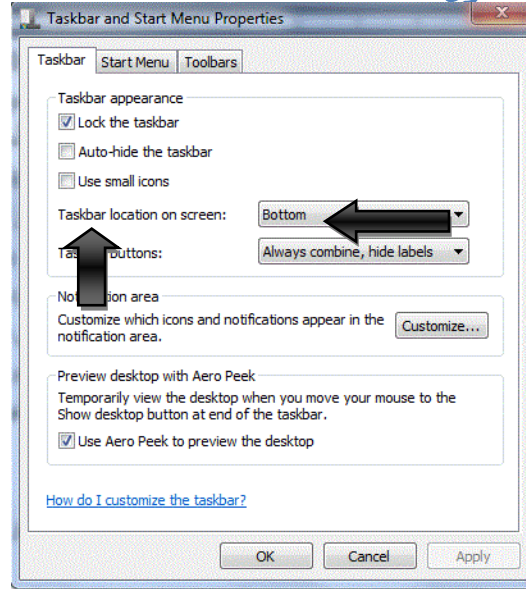 Taskbar and Start Menu Properties
Taskbar Start Menu Toolbars
Taskbar appearance
Lock the taskbar
Auto-hide the taskbar
Use small icons
Taskbar location on screen: Bottom
buttons: Always combine, hide labels
area
Customize which icons and notifications appear in the
notification area.
Customize...
Preview desktop with Aero Peek
Temporarily view the desktop when you move your mouse to the
Show desktop button at end of the taskbar.
Use Aero Peek to preview the desktop
How do I customize the taskbar?
OK Cancel Apply